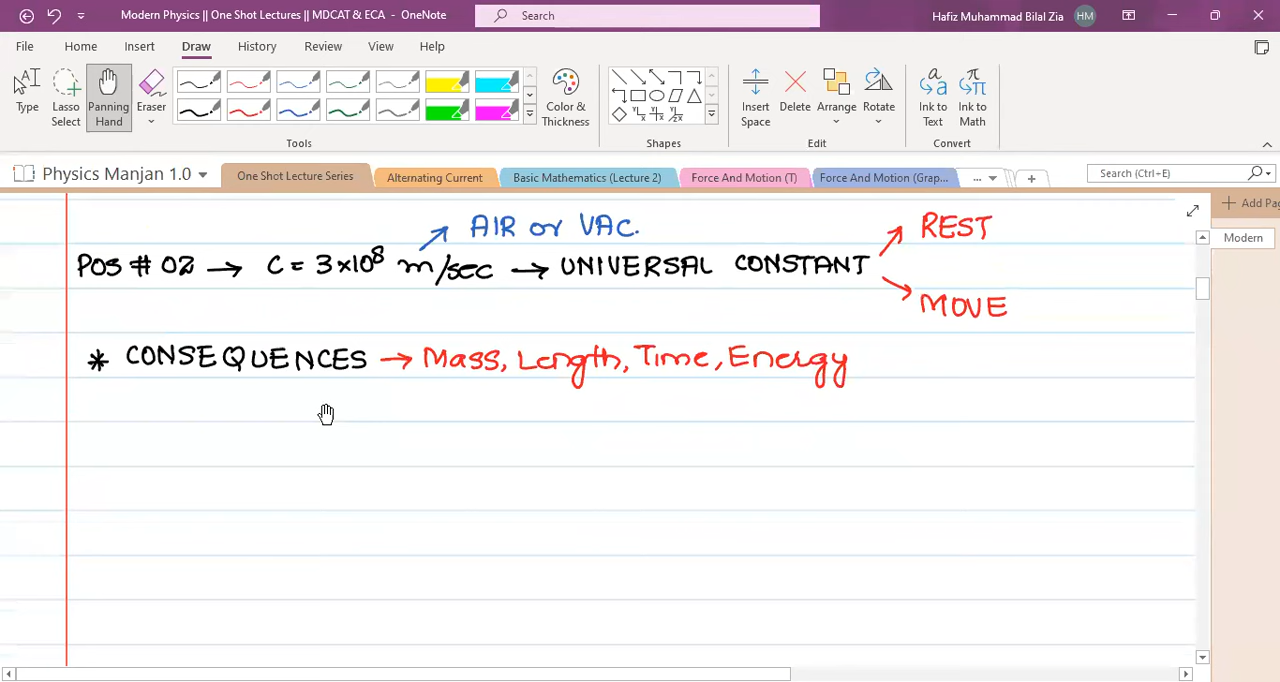 Modern Physics || One Shot Lectures || MDCAT & ECA - OneNote
Search
Hafiz Muhammad Bilal Zia
HM
File Home Insert Draw History Review View Help
Type
Lasso Select
Panning Hand
Eraser
Color & Thickness
Insert Space
Delete
Arrange
Rotate
Ink to Text
Ink to Math
Tools
Shapes
Edit
Convert
Physics Manjan 1.0
One Shot Lecture Series
Alternating Current
Basic Mathematics (Lecture 2)
Force And Motion (T)
Force And Motion (Grap...
...
Search (Ctrl+E)
Add Pag
Modern
AIR or VAC.
REST
POS # 02 → C = 3×10⁸ m/sec → UNIVERSAL CONSTANT
MOVE
* CONSEQUENCES → Mass, Length, Time, Energy